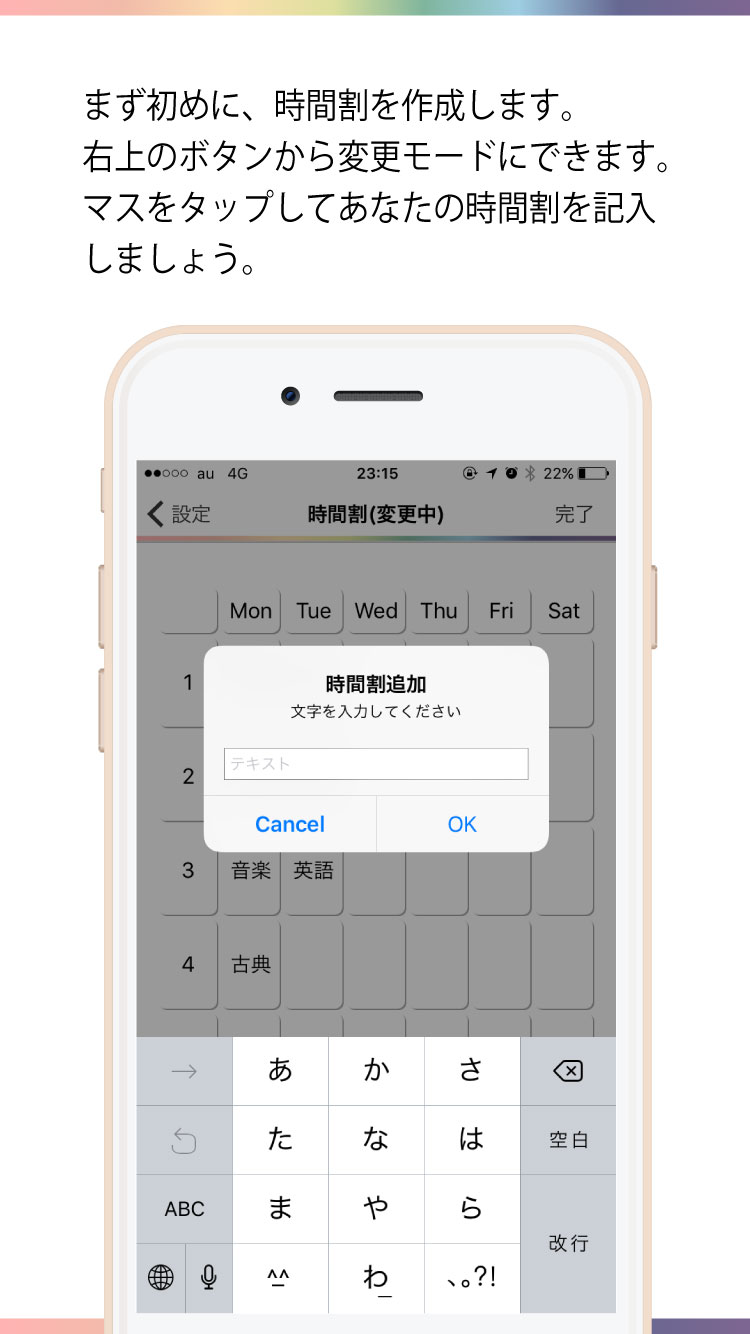 まず初めに、時間割を作成します。
右上のボタンから変更モードにできます。
マスをタップしてあなたの時間割を記入
しましょう。
au 4G 23:15 22%
設定 時間割(変更中) 完了
Mon Tue Wed Thu Fri Sat
1
時間割追加
文字を入力してください
テキスト
2
Cancel OK
3 音楽 英語
4 古典
→ あ か さ
た な は 空白
ABC ま や ら
改行
^_^ わ 、。?!